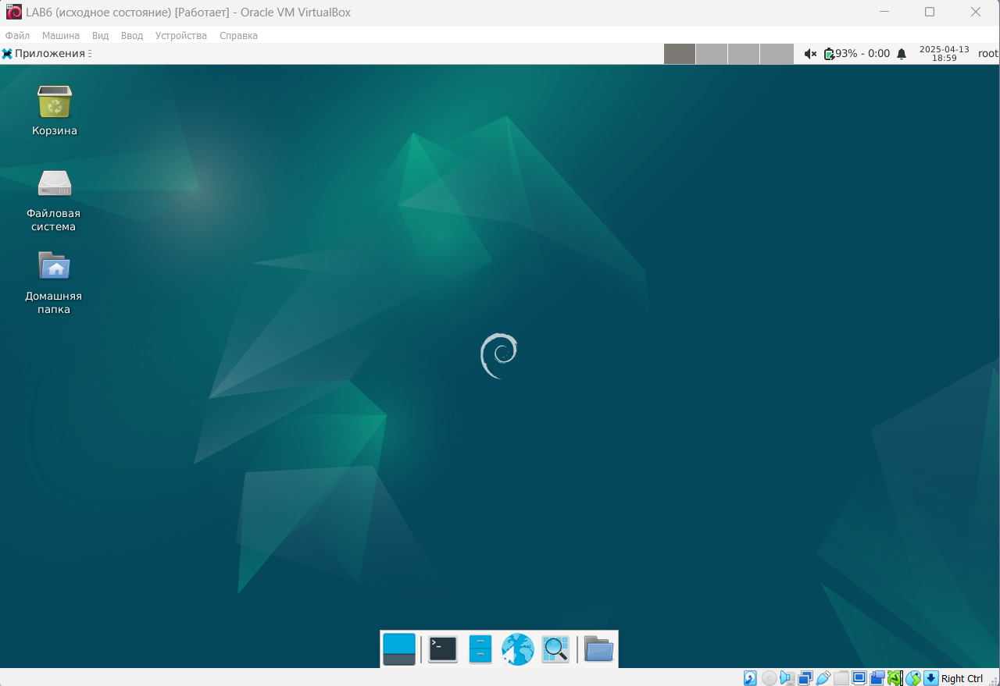 LAB6 (исходное состояние) [Работает] - Oracle VM VirtualBox
Файл Машина Вид Ввод Устройства Справка
Приложения 93% - 0:00 2025-04-13 root
18:59
Корзина
Файловая
система
Домашняя
папка
>_
Right Ctrl